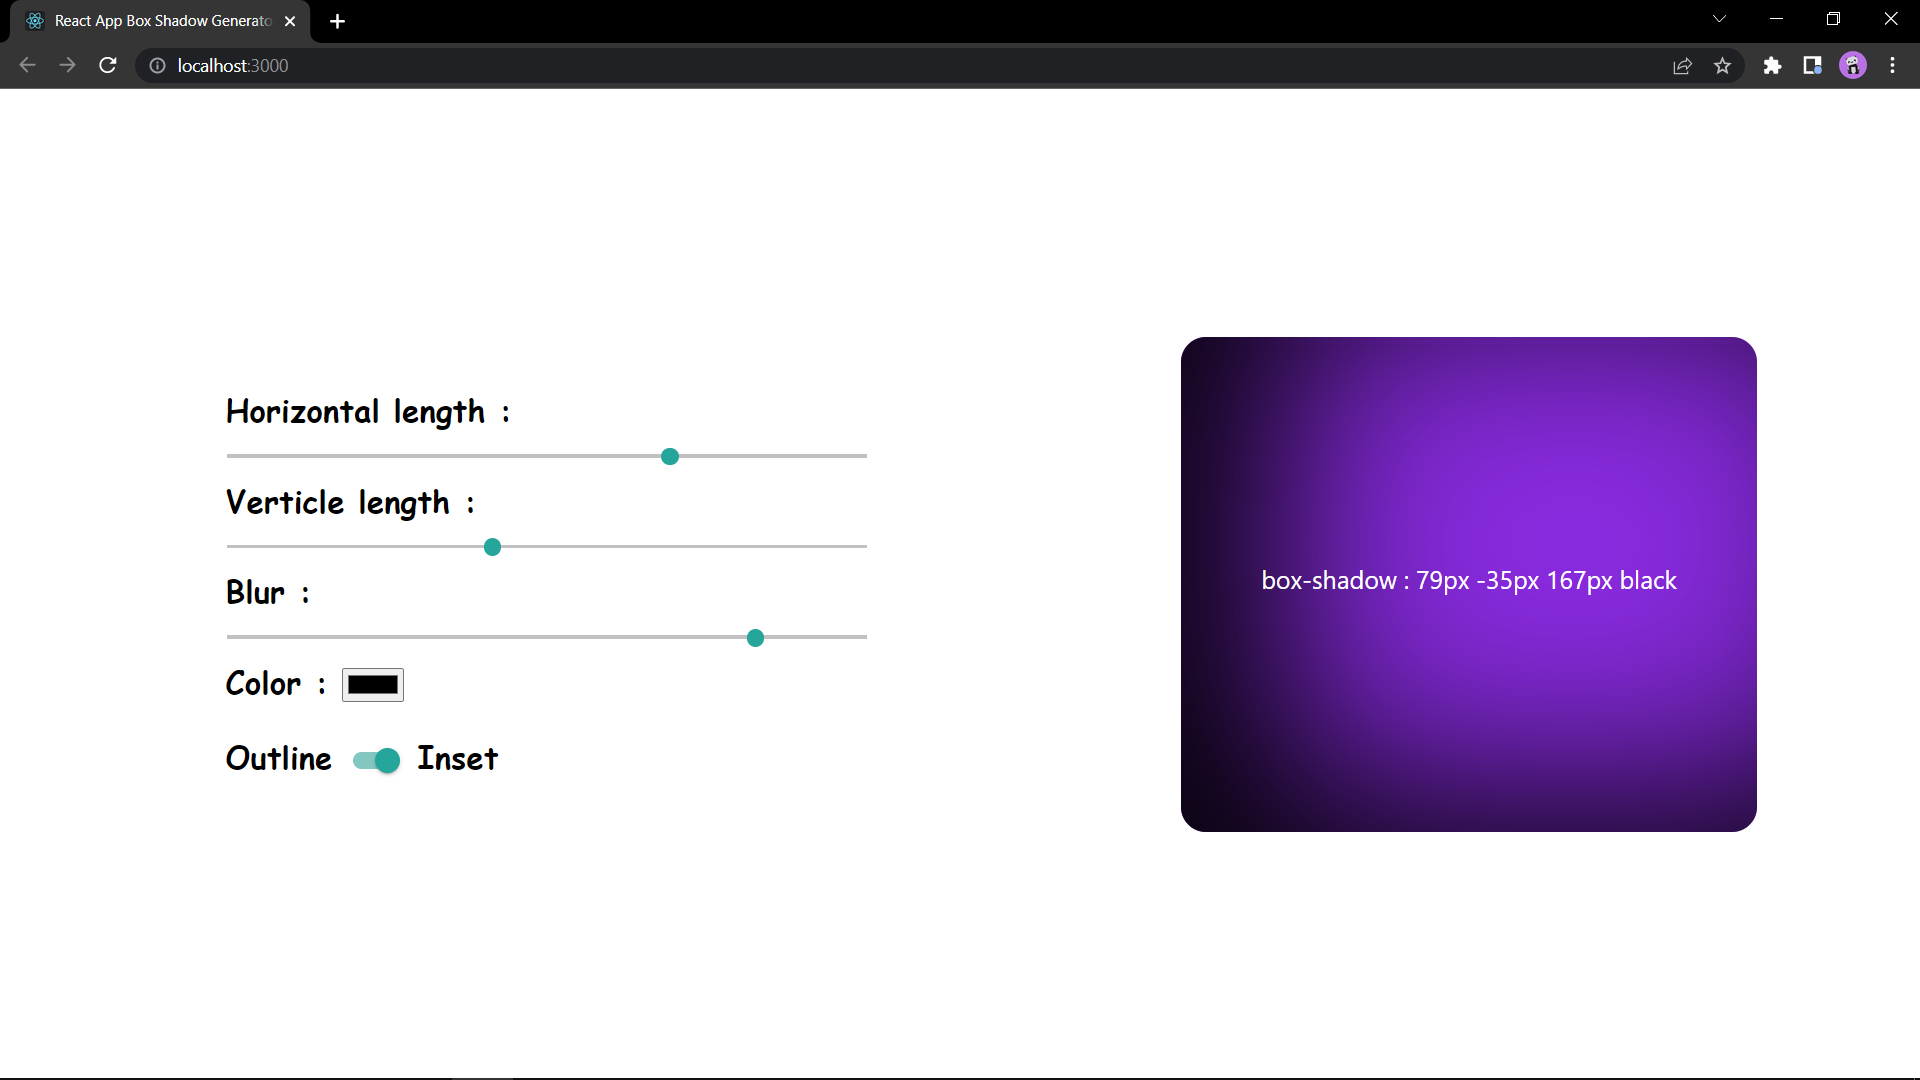 React App Box Shadow Generato
localhost:3000
Horizontal length :
Verticle length :
Blur :
Color :
Outline Inset
box-shadow : 79px -35px 167px black